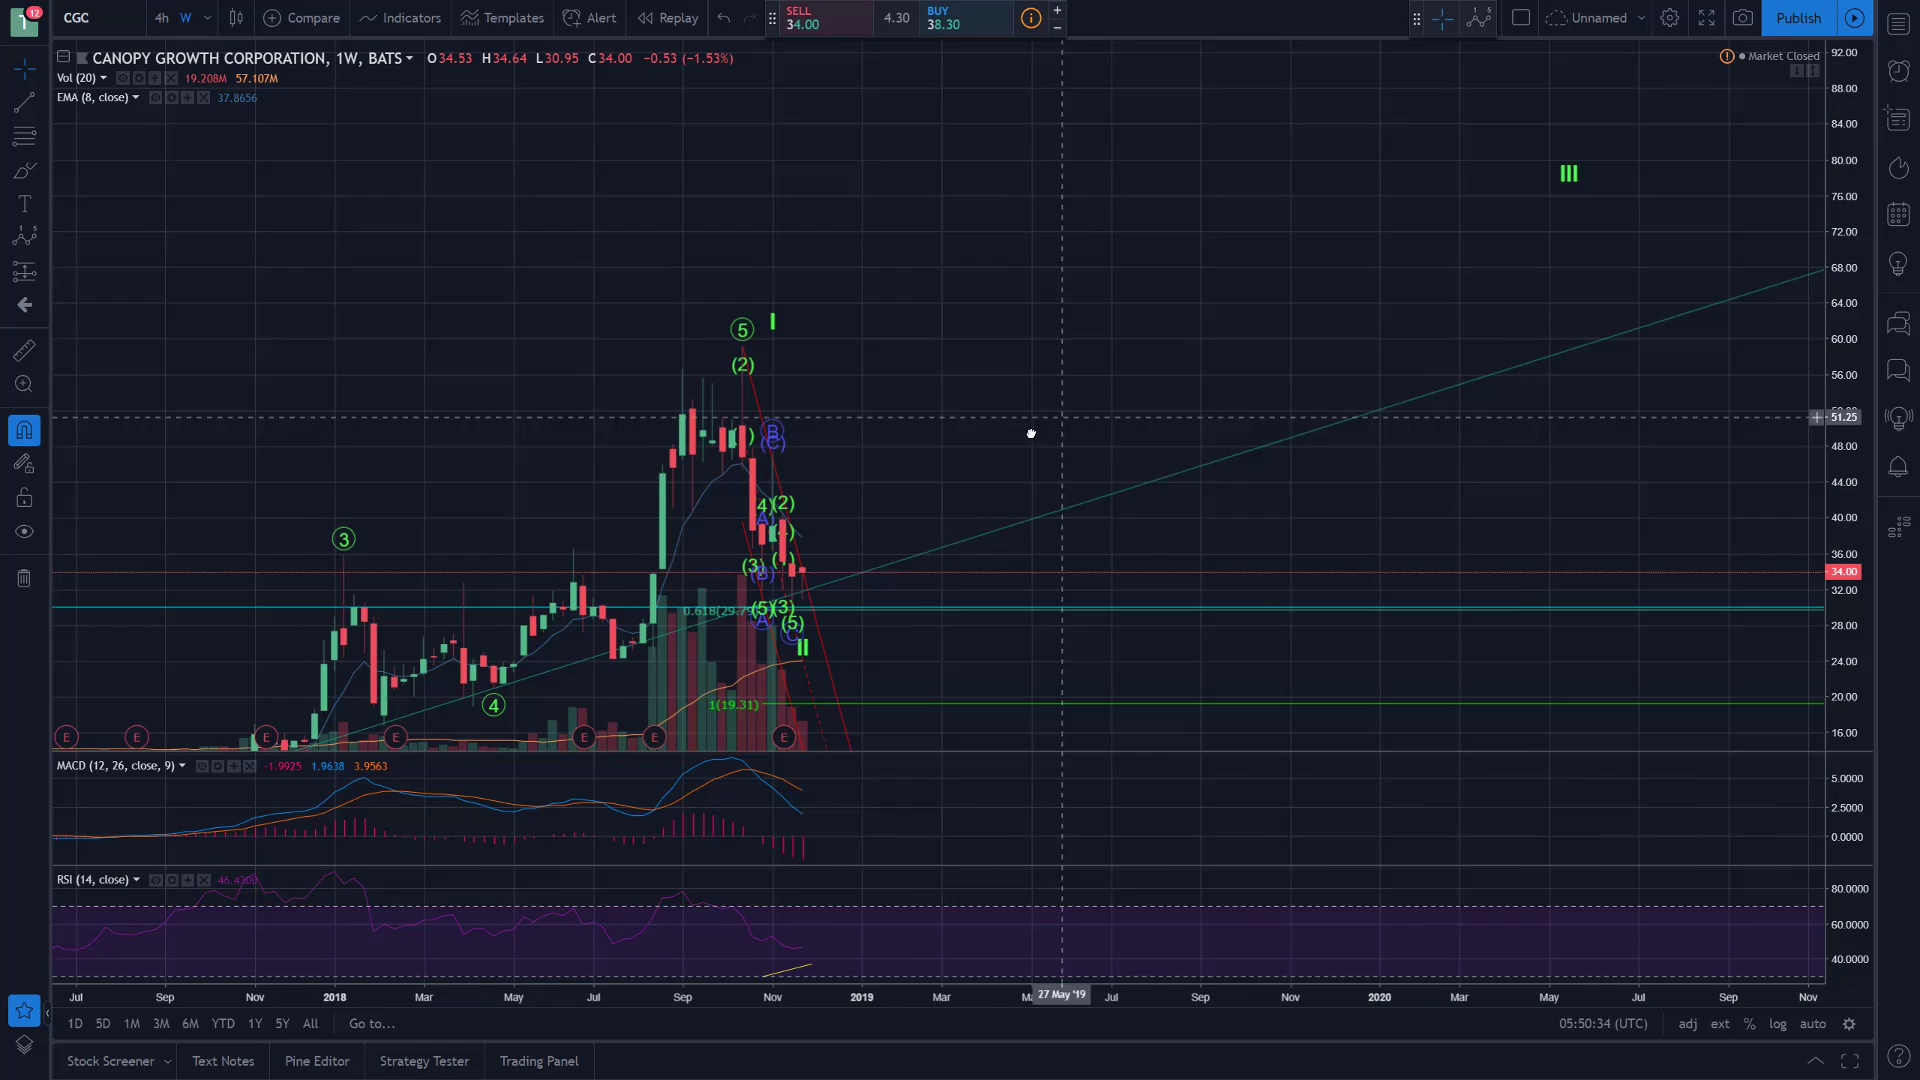 12
CGC 4h W Compare Indicators Templates Alert Replay SELL 34.00 4.30 BUY 38.30 Unnamed Publish
CANOPY GROWTH CORPORATION, 1W, BATS O34.53 H34.64 L30.95 C34.00 −0.53 (−1.53%) Market Closed
Vol (20) 19.208M 57.107M
EMA (8, close) 37.8656
92.00
88.00
84.00
80.00
76.00
72.00
68.00
64.00
60.00
56.00
51.25
48.00
44.00
40.00
36.00
34.00
32.00
28.00
24.00
20.00
16.00
III
I
5
(2)
B
(C)
3
4) (2)
(3)
(B)
0.618(29.79)
(5) (3)
A
(5)
C
II
4
1(19.31)
E E E E E E E
MACD (12, 26, close, 9) -1.9925 1.9638 3.9563
5.0000
2.5000
0.0000
RSI (14, close) 46.4300
80.0000
60.0000
40.0000
Jul Sep Nov 2018 Mar May Jul Sep Nov 2019 Mar 27 May '19 Jul Sep Nov 2020 Mar May Jul Sep Nov
1D 5D 1M 3M 6M YTD 1Y 5Y All Go to... 05:50:34 (UTC) adj ext % log auto
Stock Screener Text Notes Pine Editor Strategy Tester Trading Panel